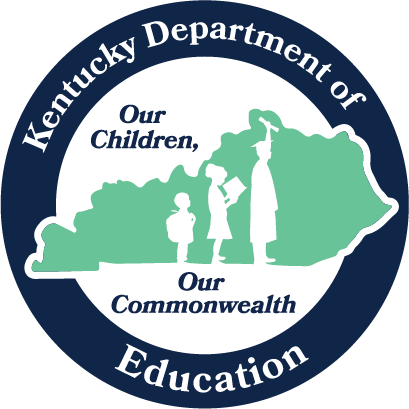 Kentucky Department of
Our
Children,
Our
Commonwealth
Education